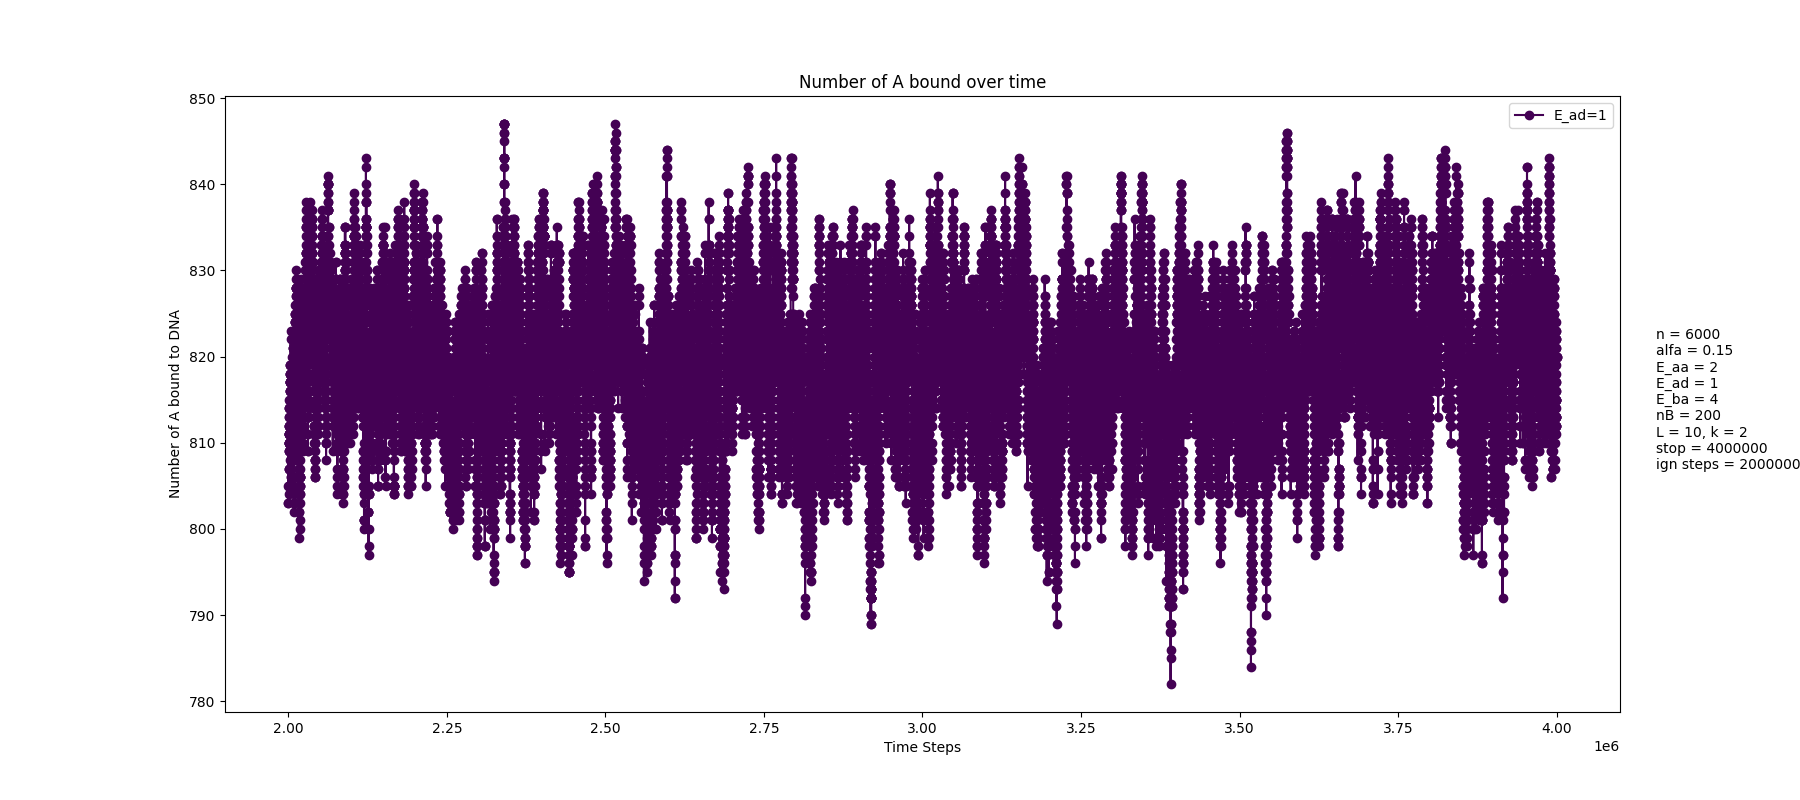 Number of A bound over time
850
840
830
820
810
800
790
780
Number of A bound to DNA
E_ad=1
n = 6000
alfa = 0.15
E_aa = 2
E_ad = 1
E_ba = 4
nB = 200
L = 10, k = 2
stop = 4000000
ign steps = 2000000
2.00 2.25 2.50 2.75 3.00 3.25 3.50 3.75 4.00
1e6
Time Steps